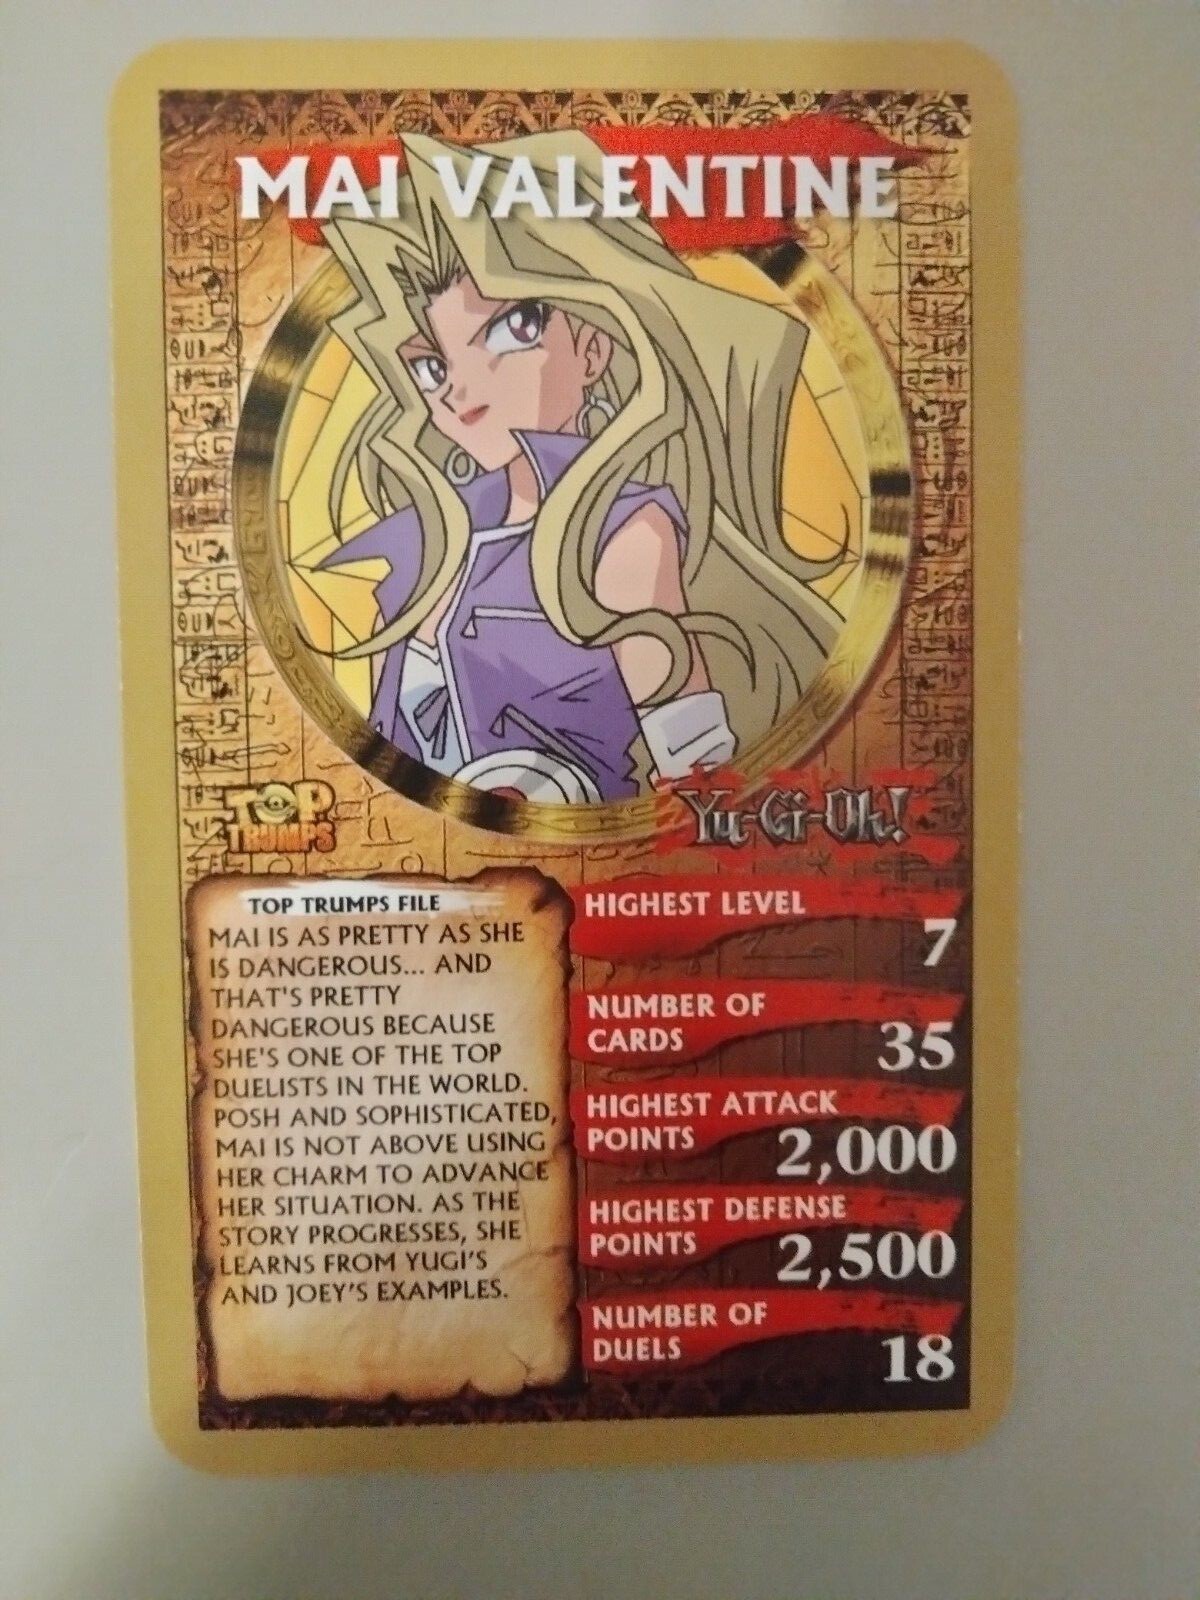 MAI VALENTINE
TOP
TRUMPS
Yu-Gi-Oh!
TOP TRUMPS FILE
MAI IS AS PRETTY AS SHE
IS DANGEROUS... AND
THAT'S PRETTY
DANGEROUS BECAUSE
SHE'S ONE OF THE TOP
DUELISTS IN THE WORLD.
POSH AND SOPHISTICATED,
MAI IS NOT ABOVE USING
HER CHARM TO ADVANCE
HER SITUATION. AS THE
STORY PROGRESSES, SHE
LEARNS FROM YUGI'S
AND JOEY'S EXAMPLES.
HIGHEST LEVEL
7
NUMBER OF
CARDS 35
HIGHEST ATTACK
POINTS 2,000
HIGHEST DEFENSE
POINTS 2,500
NUMBER OF
DUELS 18